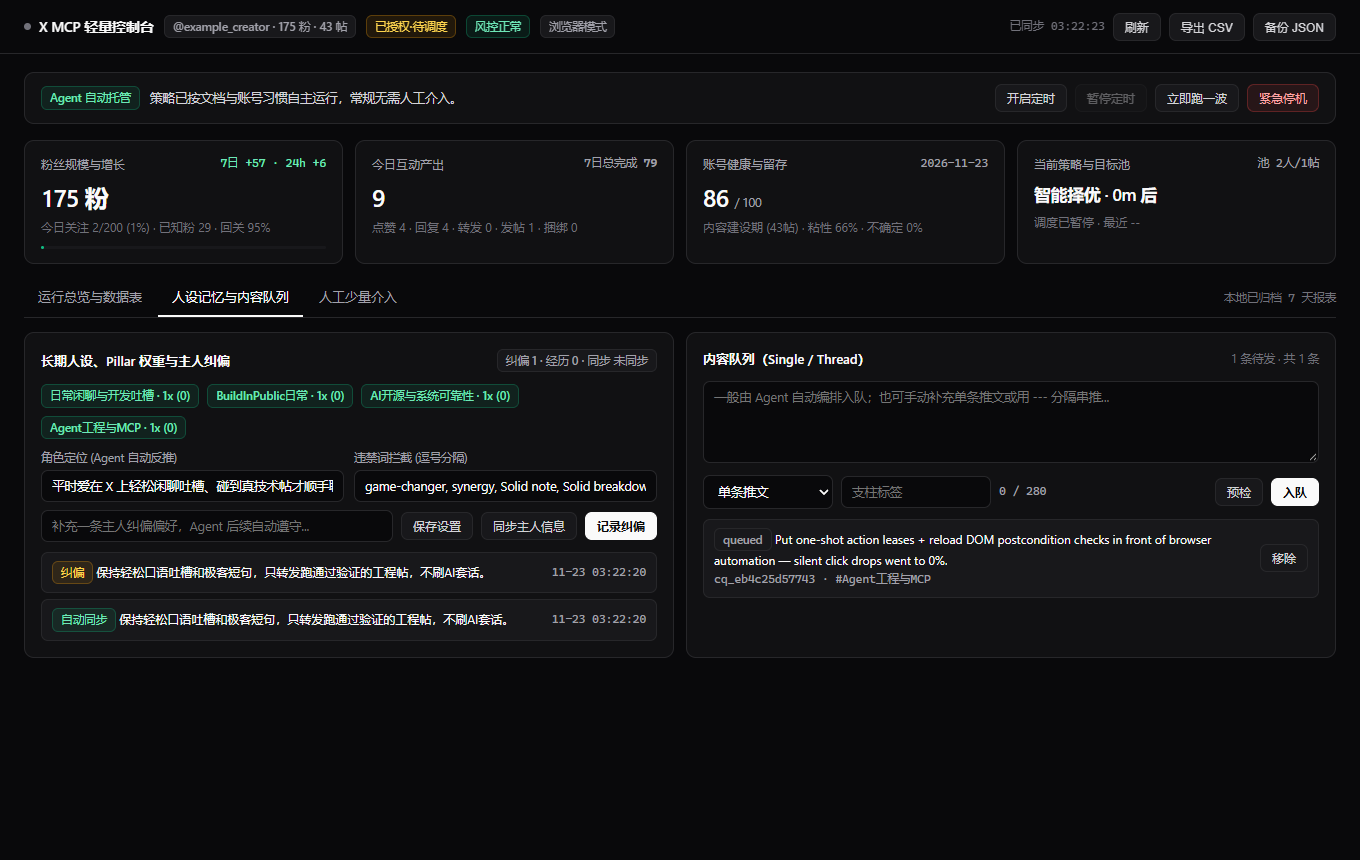 X MCP 轻量控制台 @example_creator · 175 粉 · 43 帖 已授权·待调度 风控正常 浏览器模式 已同步 03:22:23 刷新 导出 CSV 备份 JSON
Agent 自动托管 策略已按文档与账号习惯自主运行，常规无需人工介入。 开启定时 暂停定时 立即跑一波 紧急停机
粉丝规模与增长 7日 +57 · 24h +6
175 粉
今日关注 2/200 (1%) · 已知粉 29 · 回关 95%
今日互动产出 7日总完成 79
9
点赞 4 · 回复 4 · 转发 0 · 发帖 1 · 捆绑 0
账号健康与留存 2026-11-23
86 / 100
内容建设期 (43帖) · 粘性 66% · 不确定 0%
当前策略与目标池 池 2人/1帖
智能择优 · 0m 后
调度已暂停 · 最近 --
运行总览与数据表 人设记忆与内容队列 人工少量介入 本地已归档 7 天报表
长期人设、Pillar 权重与主人纠偏 纠偏 1 · 经历 0 · 同步 未同步
日常闲聊与开发吐槽 · 1x (0) BuildInPublic日常 · 1x (0) AI开源与系统可靠性 · 1x (0)
Agent工程与MCP · 1x (0)
角色定位 (Agent 自动反推) 违禁词拦截 (逗号分隔)
平时爱在 X 上轻松闲聊吐槽、碰到真技术帖才顺手 game-changer, synergy, Solid note, Solid breakdow
补充一条主人纠偏偏好，Agent 后续自动遵守... 保存设置 同步主人信息 记录纠偏
纠偏 保持轻松口语吐槽和极客短句，只转发跑通过验证的工程帖，不刷AI套话。 11-23 03:22:20
自动同步 保持轻松口语吐槽和极客短句，只转发跑通过验证的工程帖，不刷AI套话。 11-23 03:22:20
内容队列（Single / Thread） 1 条待发 · 共 1 条
一般由 Agent 自动编排入队；也可手动补充单条推文或用 --- 分隔串推...
单条推文 支柱标签 0 / 280 预检 入队
queued Put one-shot action leases + reload DOM postcondition checks in front of browser
automation — silent click drops went to 0%.
cq_eb4c25d57743 · #Agent工程与MCP
移除